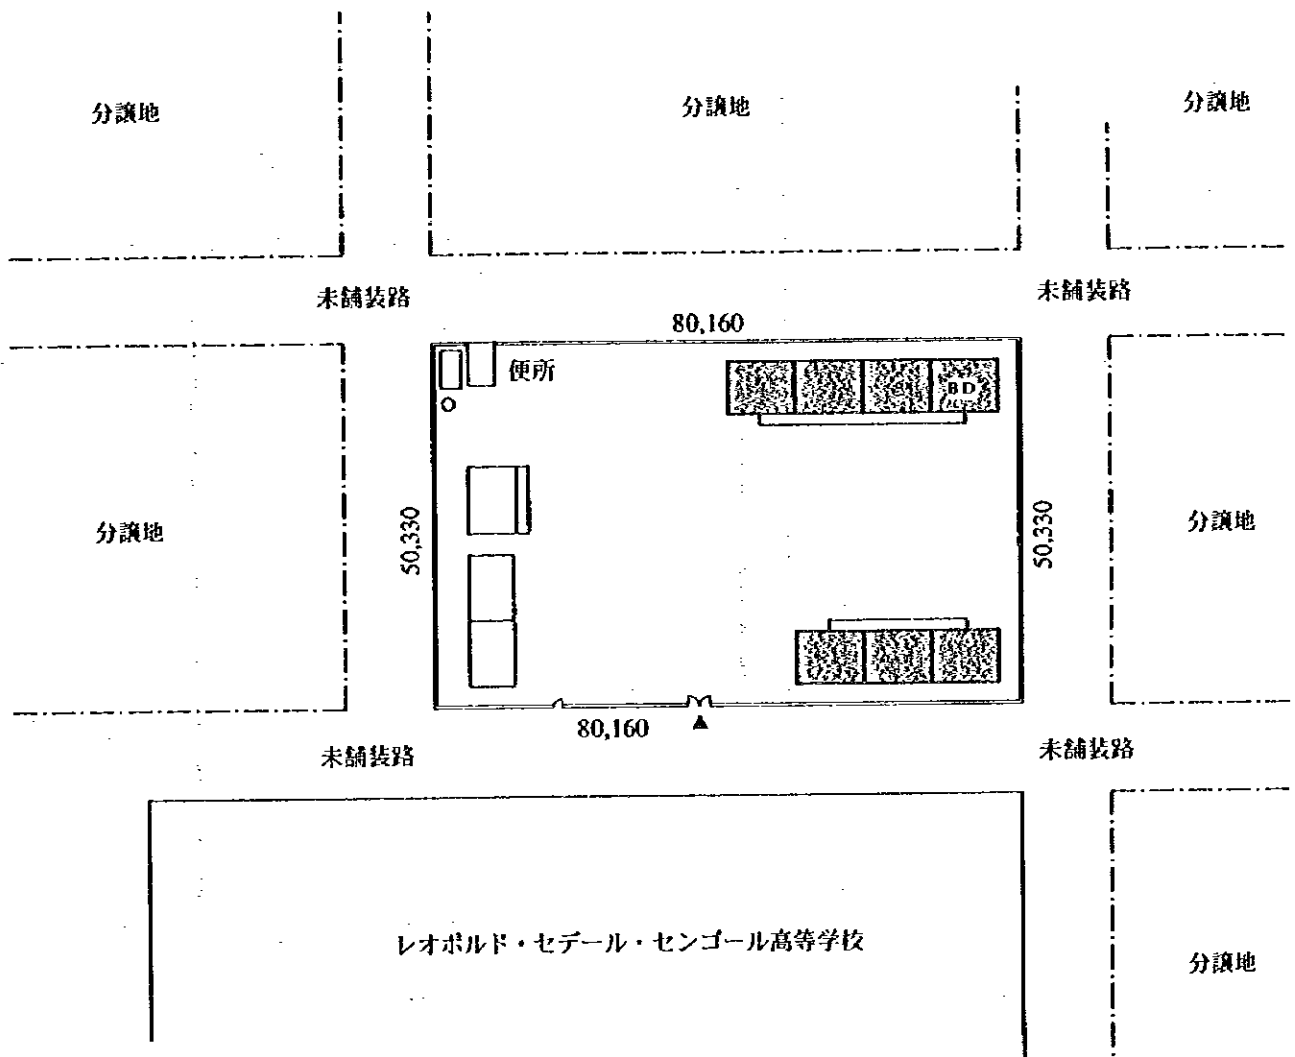 分譲地
分譲地
分譲地
未舗装路
未舗装路
80,160
便所
BD
分譲地
50,330
50,330
分譲地
80,160
未舗装路
未舗装路
レオポルド・セデール・センゴール高等学校
分譲地